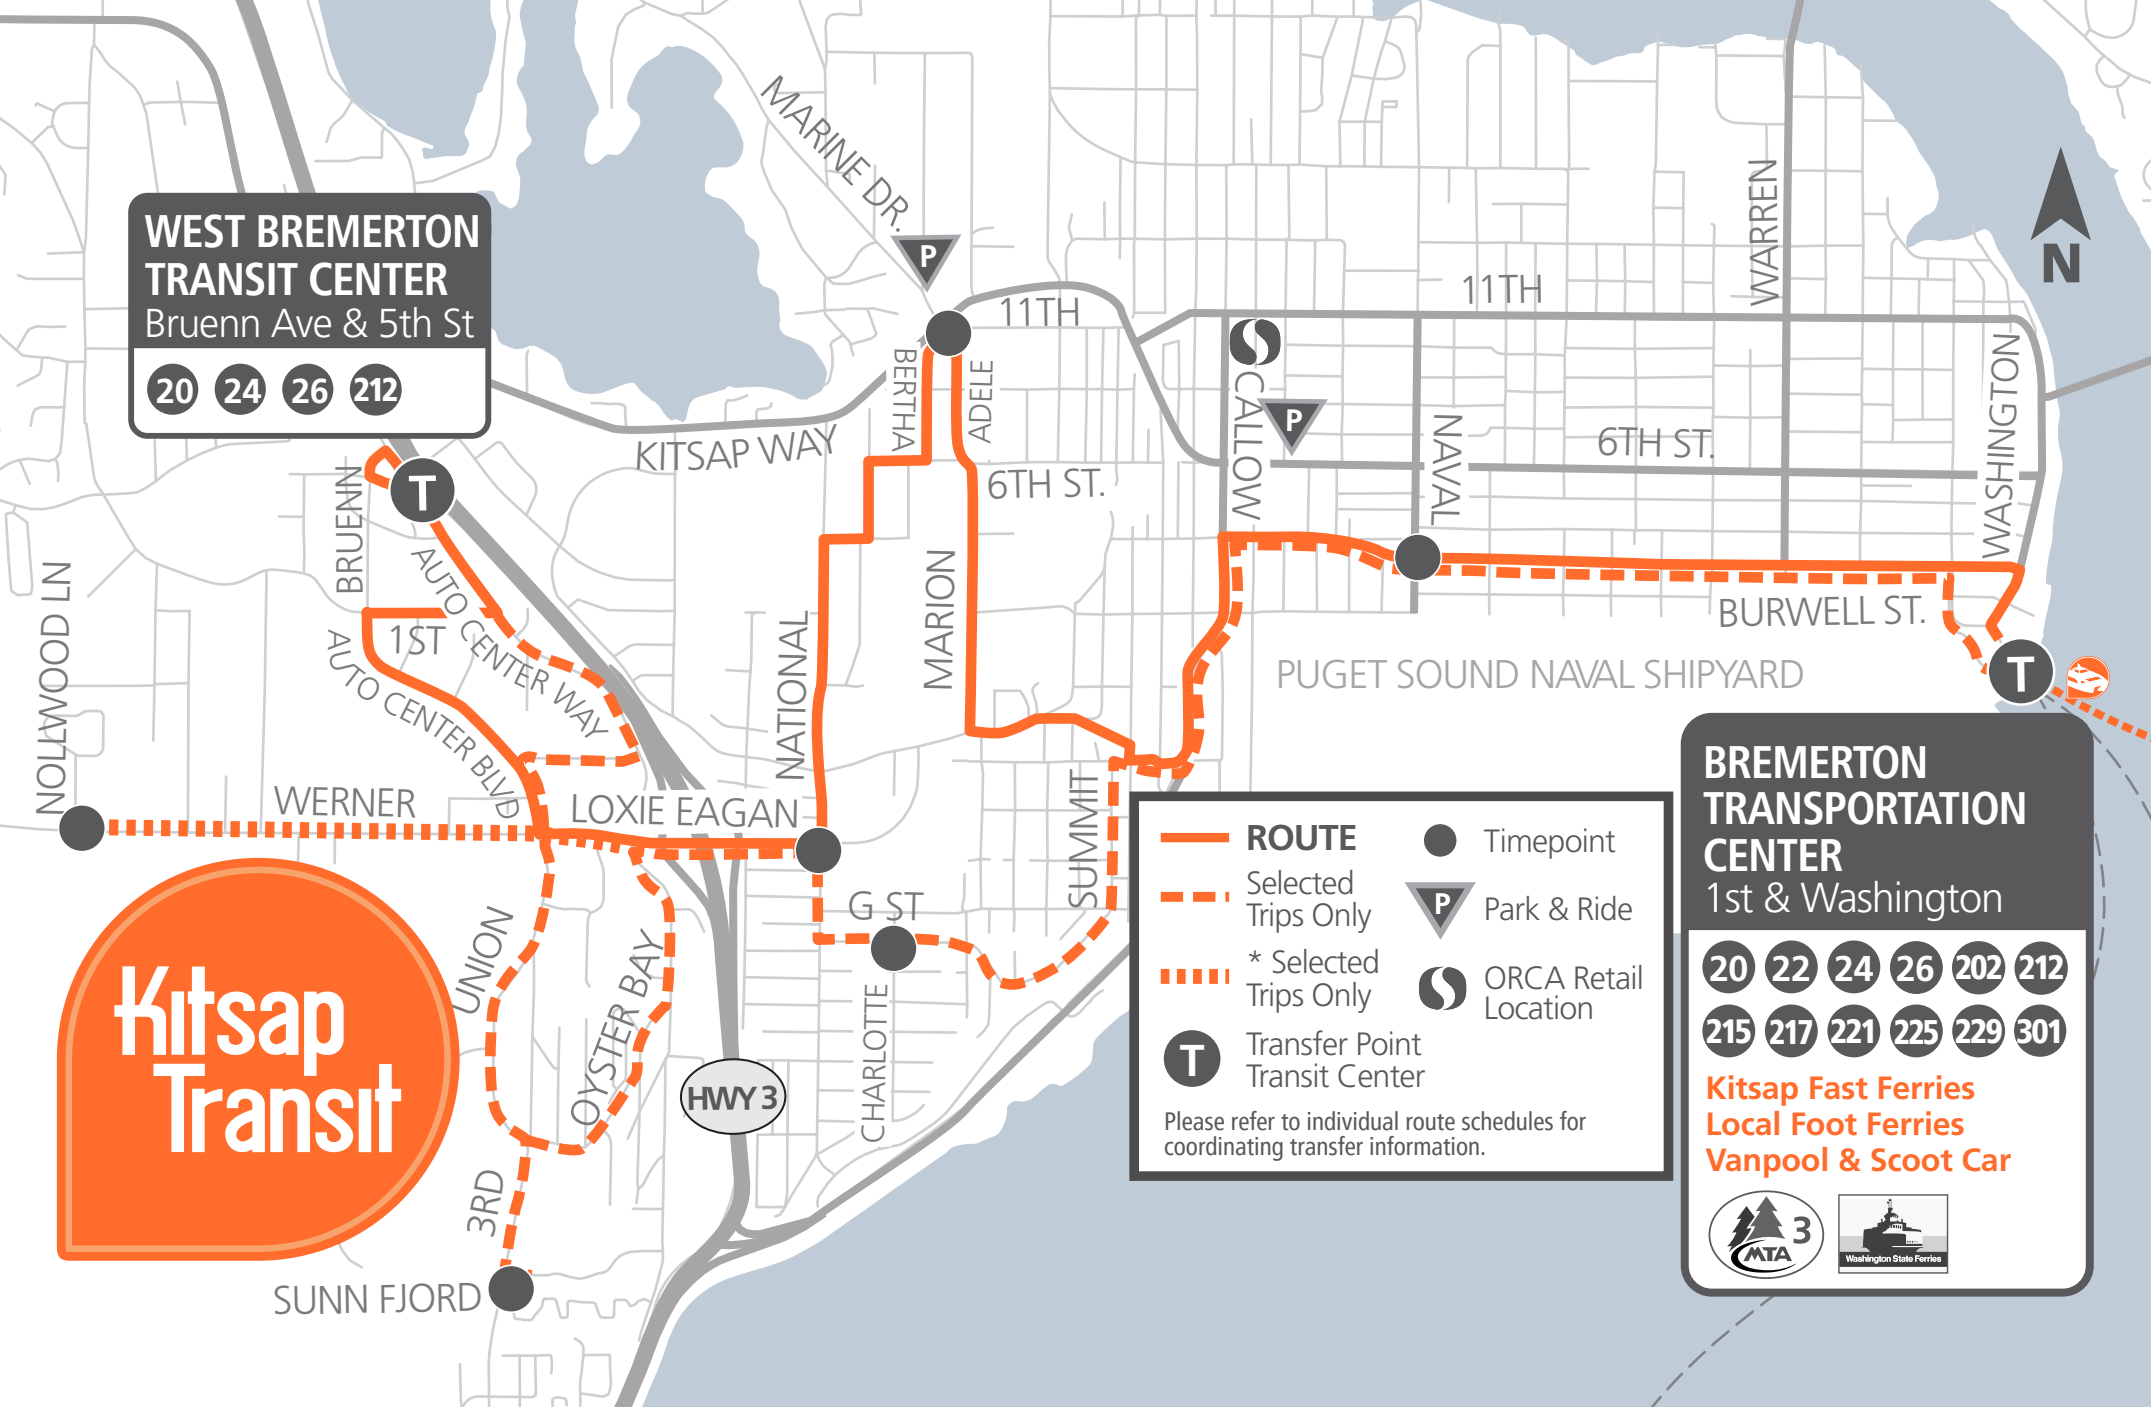 MARINE DR.
WARREN
N
WEST BREMERTON
TRANSIT CENTER
Bruenn Ave & 5th St
20 24 26 212
P
11TH
11TH
BERTHA
ADELE
CALLOW
P
NAVAL
WASHINGTON
KITSAP WAY
6TH ST.
6TH ST.
T
BRUENN
AUTO CENTER WAY
NOLLWOOD LN
1ST
AUTO CENTER BLVD
NATIONAL
MARION
BURWELL ST.
PUGET SOUND NAVAL SHIPYARD
T
WERNER
LOXIE EAGAN
SUMMIT
G ST
UNION
OYSTER BAY
CHARLOTTE
HWY 3
3RD
SUNN FJORD
Kitsap
Transit
ROUTE
Selected
Trips Only
* Selected
Trips Only
T
Transfer Point
Transit Center
Timepoint
P
Park & Ride
ORCA Retail
Location
Please refer to individual route schedules for
coordinating transfer information.
BREMERTON
TRANSPORTATION
CENTER
1st & Washington
20 22 24 26 202 212
215 217 221 225 229 301
Kitsap Fast Ferries
Local Foot Ferries
Vanpool & Scoot Car
MTA 3
Washington State Ferries